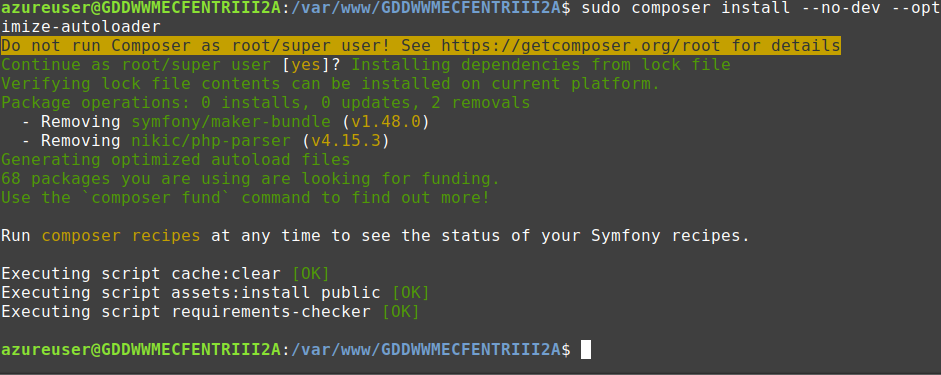 azureuser@GDDWWMECFENTRIII2A:/var/www/GDDWWMECFENTRIII2A$ sudo composer install --no-dev --opt
imize-autoloader
Do not run Composer as root/super user! See https://getcomposer.org/root for details
Continue as root/super user [yes]? Installing dependencies from lock file
Verifying lock file contents can be installed on current platform.
Package operations: 0 installs, 0 updates, 2 removals
  - Removing symfony/maker-bundle (v1.48.0)
  - Removing nikic/php-parser (v4.15.3)
Generating optimized autoload files
68 packages you are using are looking for funding.
Use the `composer fund` command to find out more!
Run composer recipes at any time to see the status of your Symfony recipes.
Executing script cache:clear [OK]
Executing script assets:install public [OK]
Executing script requirements-checker [OK]
azureuser@GDDWWMECFENTRIII2A:/var/www/GDDWWMECFENTRIII2A$